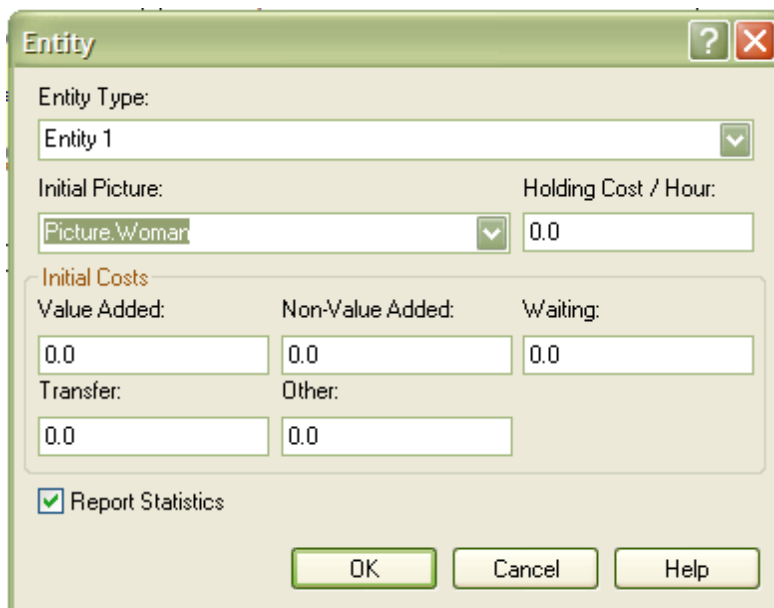 Entity
Entity Type:
Entity 1
Initial Picture: Holding Cost / Hour:
Picture.Woman 0.0
Initial Costs
Value Added: Non-Value Added: Waiting:
0.0 0.0 0.0
Transfer: Other:
0.0 0.0
Report Statistics
OK Cancel Help